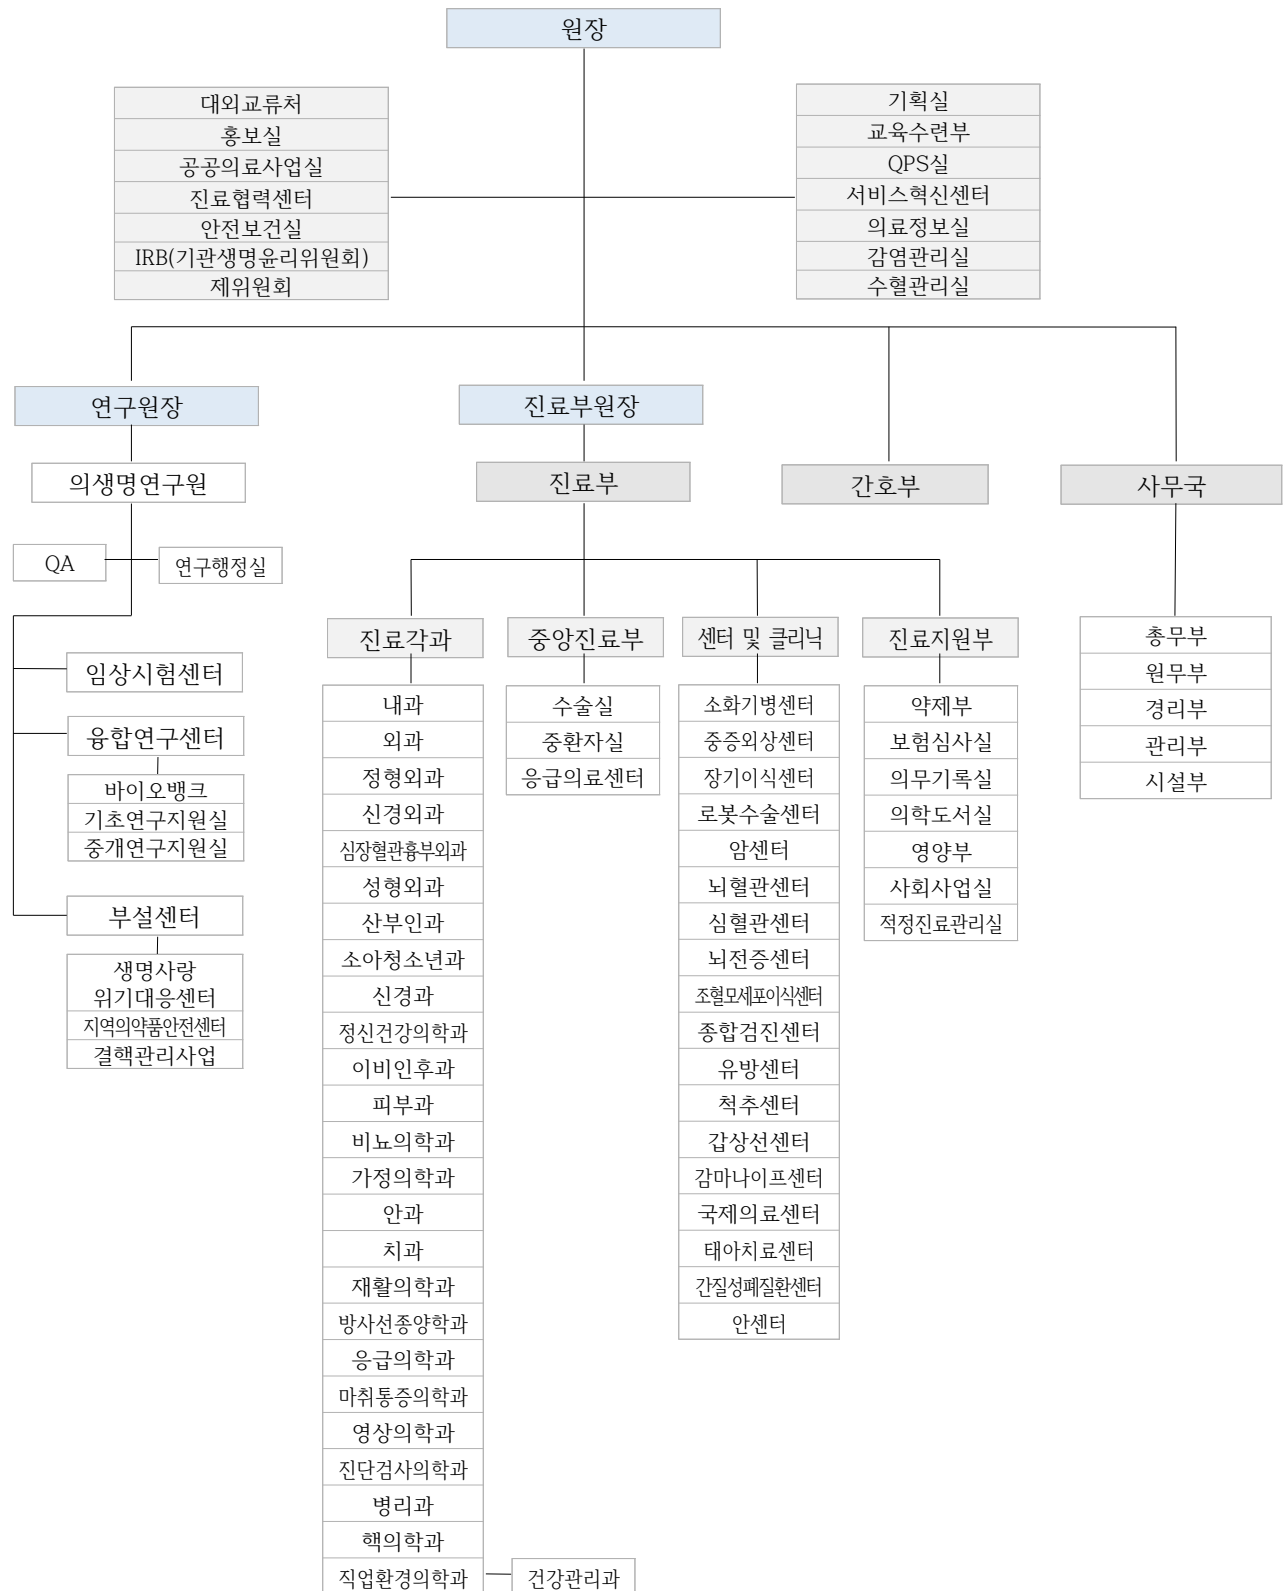 원장
대외교류처
홍보실
공공의료사업실
진료협력센터
안전보건실
IRB(기관생명윤리위원회)
제위원회
기획실
교육수련부
QPS실
서비스혁신센터
의료정보실
감염관리실
수혈관리실
연구원장
진료부원장
의생명연구원
진료부
간호부
사무국
QA
연구행정실
임상시험센터
융합연구센터
바이오뱅크
기초연구지원실
중개연구지원실
부설센터
생명사랑
위기대응센터
지역의약품안전센터
결핵관리사업
진료각과
내과
외과
정형외과
신경외과
심장혈관흉부외과
성형외과
산부인과
소아청소년과
신경과
정신건강의학과
이비인후과
피부과
비뇨의학과
가정의학과
안과
치과
재활의학과
방사선종양학과
응급의학과
마취통증의학과
영상의학과
진단검사의학과
병리과
핵의학과
직업환경의학과
건강관리과
중앙진료부
수술실
중환자실
응급의료센터
센터 및 클리닉
소화기병센터
중증외상센터
장기이식센터
로봇수술센터
암센터
뇌혈관센터
심혈관센터
뇌전증센터
조혈모세포이식센터
종합검진센터
유방센터
척추센터
갑상선센터
감마나이프센터
국제의료센터
태아치료센터
간질성폐질환센터
안센터
진료지원부
약제부
보험심사실
의무기록실
의학도서실
영양부
사회사업실
적정진료관리실
총무부
원무부
경리부
관리부
시설부